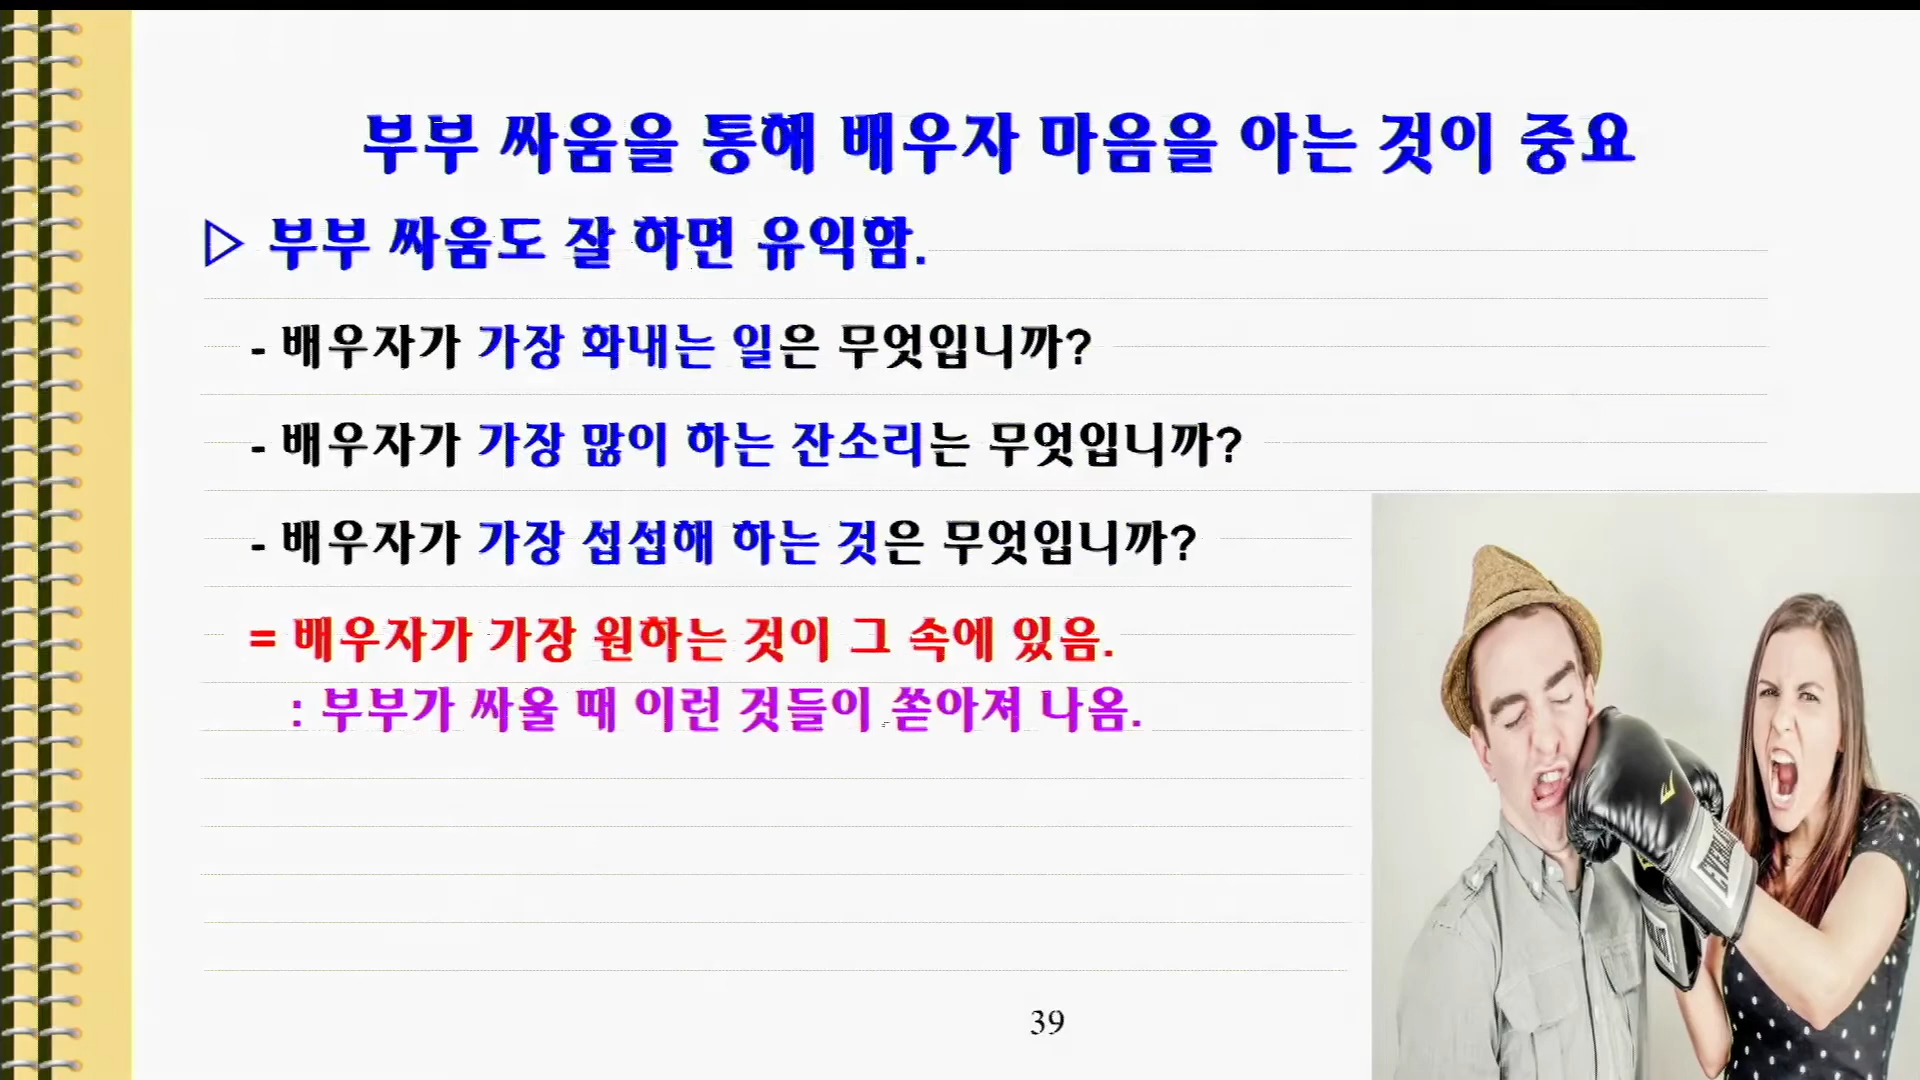 부부 싸움을 통해 배우자 마음을 아는 것이 중요
▷ 부부 싸움도 잘 하면 유익함.
- 배우자가 가장 화내는 일은 무엇입니까?
- 배우자가 가장 많이 하는 잔소리는 무엇입니까?
- 배우자가 가장 섭섭해 하는 것은 무엇입니까?
= 배우자가 가장 원하는 것이 그 속에 있음.
: 부부가 싸울 때 이런 것들이 쏟아져 나옴.
39